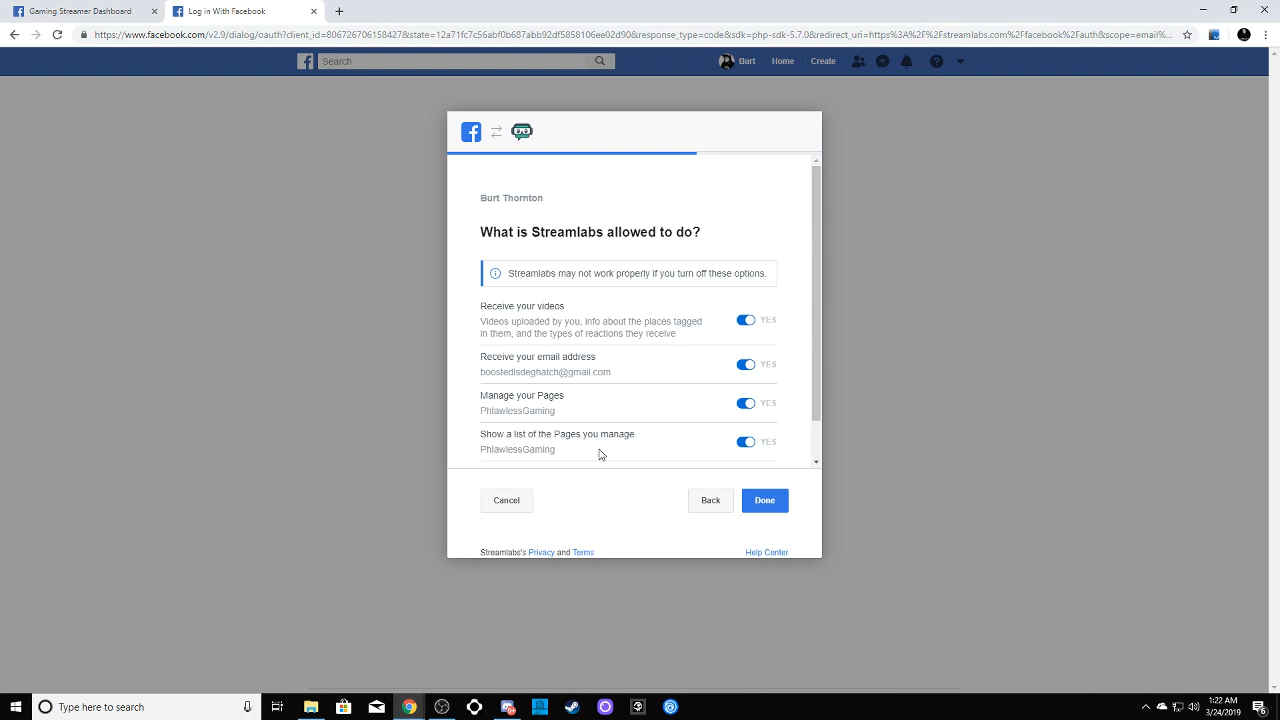 Gaming Streamer Dashboard
Log in With Facebook
https://www.facebook.com/v2.9/dialog/oauth?client_id=806726706158427&state=12a71fc7c56abf0b687abb92df5858106ee02d90&response_type=code&sdk=php-sdk-5.7.0&redirect_uri=https%3A%2F%2Fstreamlabs.com%2Ffacebook%2Fauth&scope=email...
Search
Burt
Home
Create
Burt Thornton
What is Streamlabs allowed to do?
Streamlabs may not work properly if you turn off these options.
Receive your videos
Videos uploaded by you, info about the places tagged
in them, and the types of reactions they receive
YES
Receive your email address
boostedlsdeghatch@gmail.com
YES
Manage your Pages
PhlawlessGaming
YES
Show a list of the Pages you manage
PhlawlessGaming
YES
Cancel
Back
Done
Streamlabs's Privacy and Terms
Help Center
Type here to search
1:22 AM
3/24/2019
6